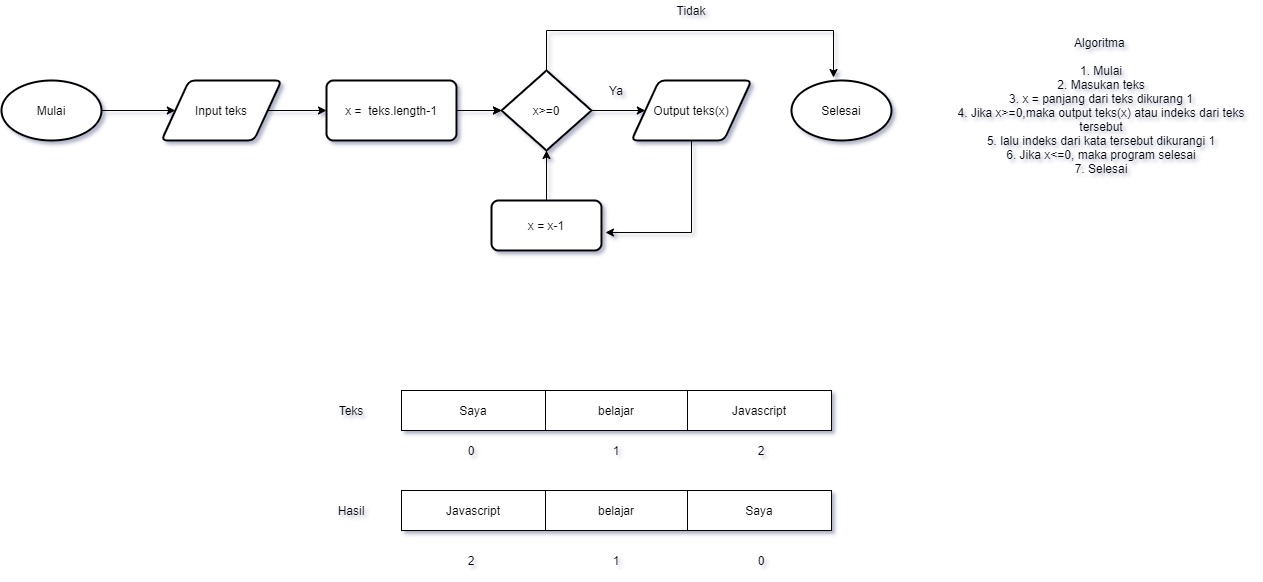 Tidak
Mulai
Input teks
x =  teks.length-1
x>=0
Ya
Output teks(x)
Selesai
x = x-1
Algoritma
1. Mulai
2. Masukan teks
3. x = panjang dari teks dikurang 1
4. Jika x>=0,maka output teks(x) atau indeks dari teks
tersebut
5. lalu indeks dari kata tersebut dikurangi 1
6. Jika x<=0, maka program selesai
7. Selesai
Teks Saya belajar Javascript
0 1 2
Hasil Javascript belajar Saya
2 1 0